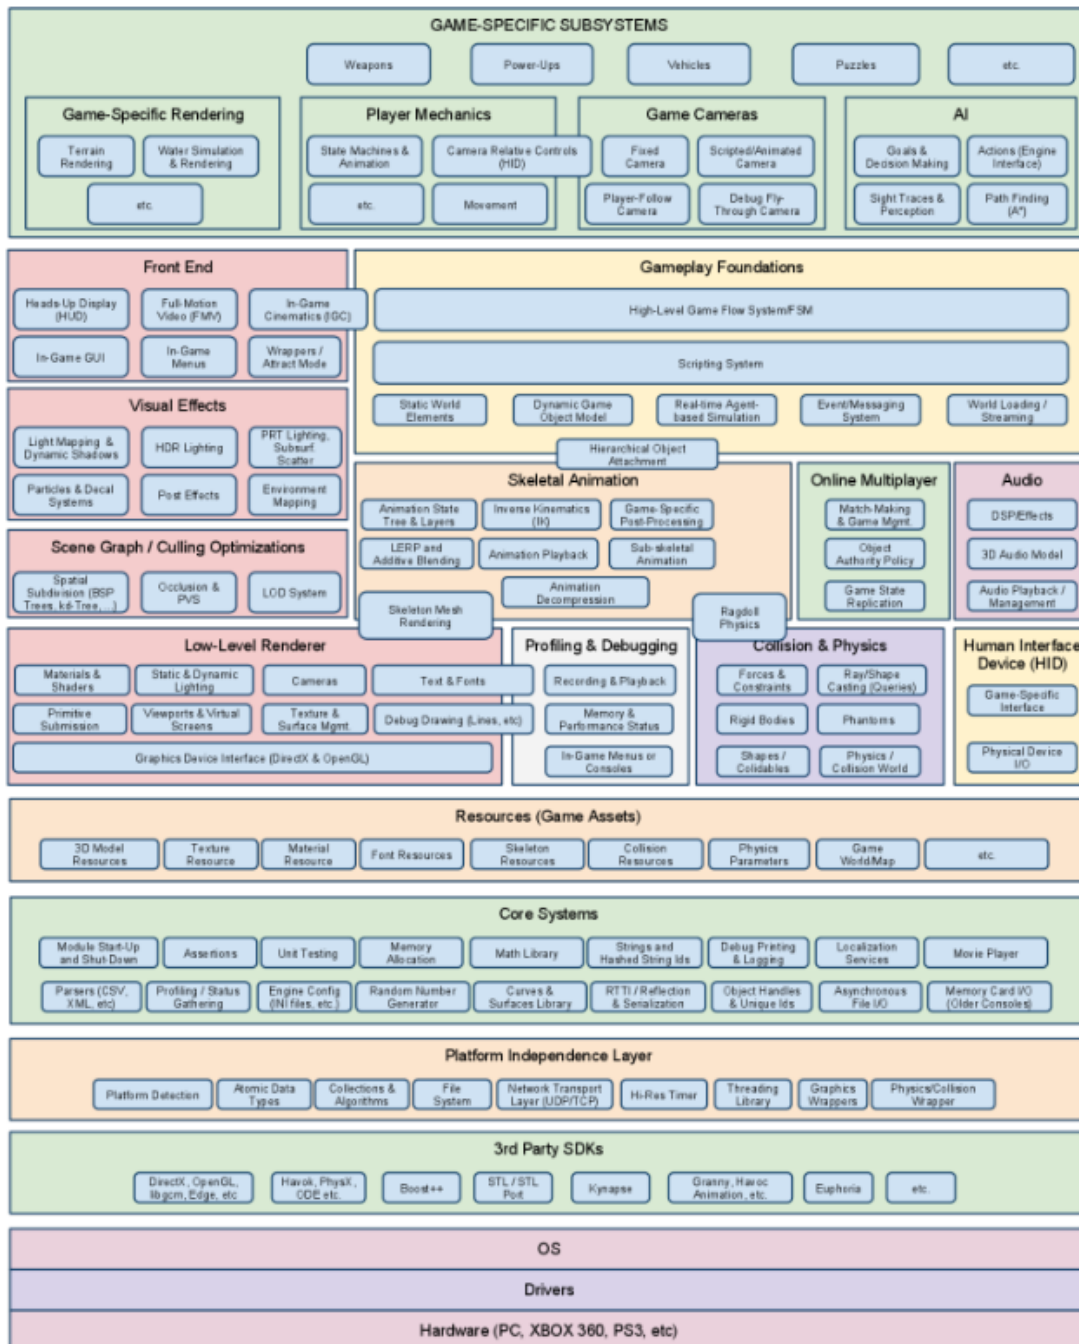 GAME-SPECIFIC SUBSYSTEMS
Weapons
Power-Ups
Vehicles
Puzzles
etc.
Game-Specific Rendering
Terrain
Rendering
Water Simulation
& Rendering
etc.
Player Mechanics
State Machines &
Animation
Camera Relative Controls
(HID)
etc.
Movement
Game Cameras
Fixed
Camera
Scripted/Animated
Camera
Player-Follow
Camera
Debug Fly-
Through Camera
AI
Goals &
Decision Making
Actions (Engine
Interface)
Sight Traces &
Perception
Path Finding
(A*)
Front End
Heads-Up Display
(HUD)
Full-Motion
Video (FMV)
In-Game
Cinematics (IGC)
In-Game GUI
In-Game
Menus
Wrappers /
Attract Mode
Gameplay Foundations
High-Level Game Flow System/FSM
Scripting System
Static World
Elements
Dynamic Game
Object Model
Real-time Agent-
based Simulation
Event/Messaging
System
World Loading /
Streaming
Hierarchical Object
Attachment
Visual Effects
Light Mapping &
Dynamic Shadows
HDR Lighting
PRT Lighting,
Subsurf.
Scatter
Particles & Decal
Systems
Post Effects
Environment
Mapping
Skeletal Animation
Animation State
Tree & Layers
Inverse Kinematics
(IK)
Game-Specific
Post-Processing
LERP and
Additive Blending
Animation Playback
Sub-skeletal
Animation
Animation
Decompression
Online Multiplayer
Match-Making
& Game Mgmt.
Object
Authority Policy
Game State
Replication
Audio
DSP/Effects
3D Audio Model
Audio Playback /
Management
Scene Graph / Culling Optimizations
Spatial
Subdivision (BSP
Trees, kd-Tree, ...)
Occlusion &
PVS
LOD System
Skeleton Mesh
Rendering
Ragdoll
Physics
Low-Level Renderer
Materials &
Shaders
Static & Dynamic
Lighting
Cameras
Text & Fonts
Primitive
Submission
Viewports & Virtual
Screens
Texture &
Surface Mgmt.
Debug Drawing (Lines, etc)
Graphics Device Interface (DirectX & OpenGL)
Profiling & Debugging
Recording & Playback
Memory &
Performance Status
In-Game Menus or
Consoles
Collision & Physics
Forces &
Constraints
Ray/Shape
Casting (Queries)
Rigid Bodies
Phantoms
Shapes /
Colidables
Physics /
Collision World
Human Interface
Device (HID)
Game-Specific
Interface
Physical Device
I/O
Resources (Game Assets)
3D Model
Resources
Texture
Resource
Material
Resource
Font Resources
Skeleton
Resources
Collision
Resources
Physics
Parameters
Game
World/Map
etc.
Core Systems
Module Start-Up
and Shut-Down
Assertions
Unit Testing
Memory
Allocation
Math Library
Strings and
Hashed String Ids
Debug Printing
& Logging
Localization
Services
Movie Player
Parsers (CSV,
XML, etc)
Profiling / Status
Gathering
Engine Config
(INI files, etc.)
Random Number
Generator
Curves &
Surfaces Library
RTTI / Reflection
& Serialization
Object Handles
& Unique Ids
Asynchronous
File I/O
Memory Card I/O
(Older Consoles)
Platform Independence Layer
Platform Detection
Atomic Data
Types
Collections &
Algorithms
File
System
Network Transport
Layer (UDP/TCP)
Hi-Res Timer
Threading
Library
Graphics
Wrappers
Physics/Collision
Wrapper
3rd Party SDKs
DirectX, OpenGL,
libgcm, Edge, etc
Havok, PhysX,
ODE etc.
Boost++
STL / STL
Port
Kynapse
Granny, Havoc
Animation, etc.
Euphoria
etc.
OS
Drivers
Hardware (PC, XBOX 360, PS3, etc)